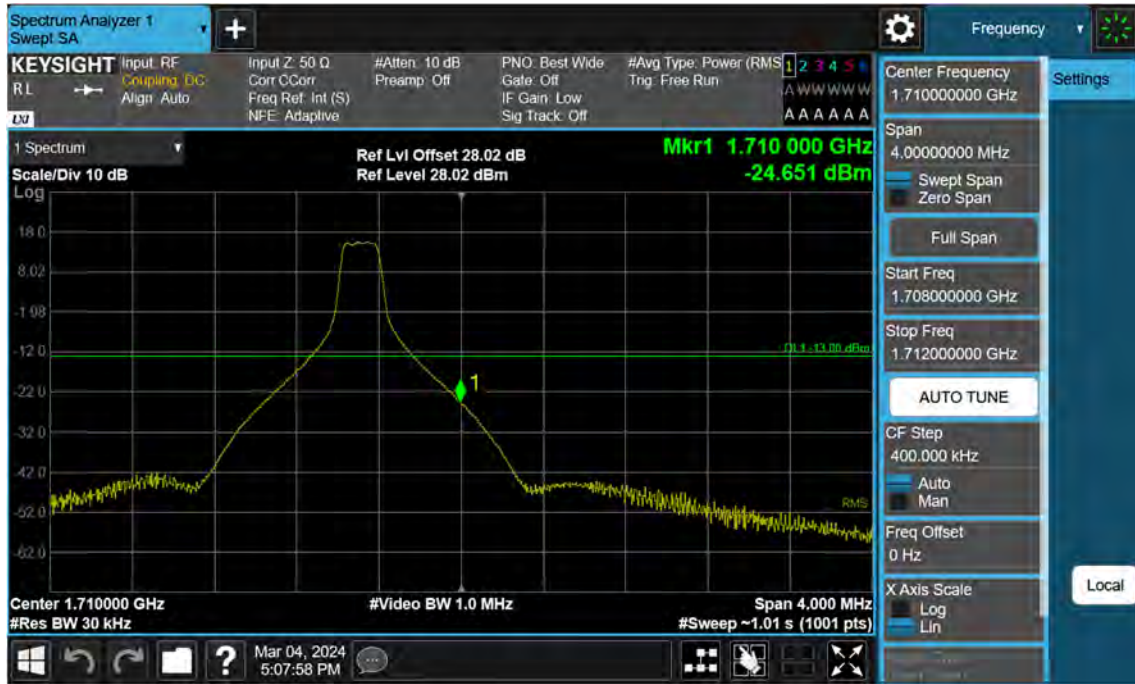 Spectrum Analyzer 1
Swept SA
+
Frequency
KEYSIGHT
RL
LXI
Input: RF
Coupling: DC
Align: Auto
Input Z: 50 Ω
Corr CCorr
Freq Ref: Int (S)
NFE: Adaptive
#Atten: 10 dB
Preamp: Off
PNO: Best Wide
Gate: Off
IF Gain: Low
Sig Track: Off
#Avg Type: Power (RMS
Trig: Free Run
1 2 3 4 5 6
A W W W W W
A A A A A A
1 Spectrum
Scale/Div 10 dB
Log
Ref Lvl Offset 28.02 dB
Ref Level 28.02 dBm
Mkr1 1.710 000 GHz
-24.651 dBm
18.0
8.02
-1.98
-12.0
-22.0
-32.0
-42.0
-52.0
-62.0
DL1 -13.00 dBm
1
RMS
Center 1.710000 GHz
#Res BW 30 kHz
#Video BW 1.0 MHz
Span 4.000 MHz
#Sweep ~1.01 s (1001 pts)
?
Mar 04, 2024
5:07:58 PM
Center Frequency
1.710000000 GHz
Span
4.00000000 MHz
Swept Span
Zero Span
Full Span
Start Freq
1.708000000 GHz
Stop Freq
1.712000000 GHz
AUTO TUNE
CF Step
400.000 kHz
Auto
Man
Freq Offset
0 Hz
X Axis Scale
Log
Lin
Settings
Local